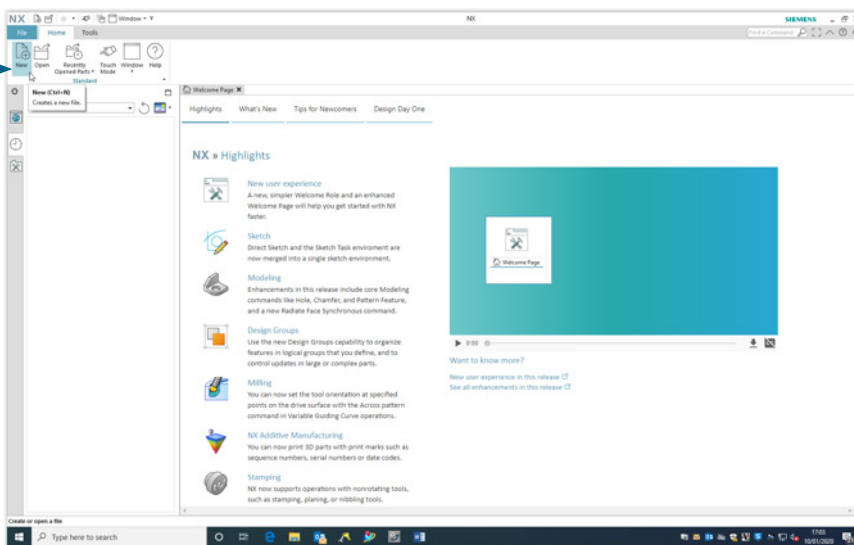 NX
Window
NX
SIEMENS
File
Home
Tools
Find a Command
New
Open
Recently
Opened Parts
Touch
Mode
Window
Help
Standard
New (Ctrl+N)
Creates a new file.
Welcome Page
Highlights
What's New
Tips for Newcomers
Design Day One
NX » Highlights
New user experience
A new, simpler Welcome Role and an enhanced
Welcome Page will help you get started with NX
faster.
Sketch
Direct Sketch and the Sketch Task enviroment are
now merged into a single sketch environment.
Modeling
Enhancements in this release include core Modeling
commands like Hole, Chamfer, and Pattern Feature,
and a new Radiate Face Synchronous command.
Design Groups
Use the new Design Groups capability to organize
features in logical groups that you define, and to
control updates in large or complex parts.
Milling
You can now set the tool orientation at specified
points on the drive surface with the Across pattern
command in Variable Guiding Curve operations.
NX Additive Manufacturing
You can now print 3D parts with print marks such as
sequence numbers, serial numbers or date codes.
Stamping
NX now supports operations with nonrotating tools,
such as stamping, planing, or nibbling tools.
Welcome Page
0:00
Want to know more?
New user experience in this release
See all enhancements in this release
Create or open a file
Type here to search
17:03
10/01/2020